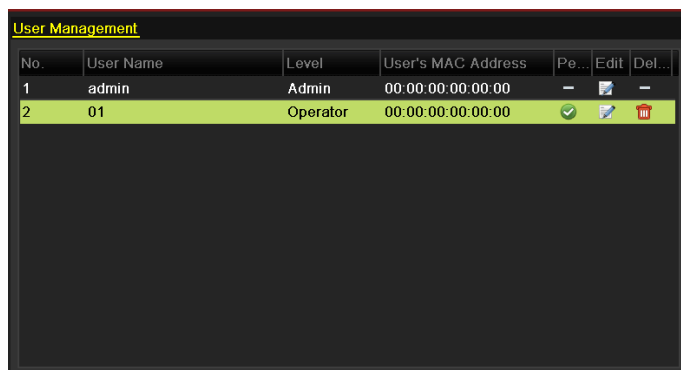 User Management
No. User Name Level User's MAC Address Pe... Edit Del...
1 admin Admin 00:00:00:00:00:00 – –
2 01 Operator 00:00:00:00:00:00